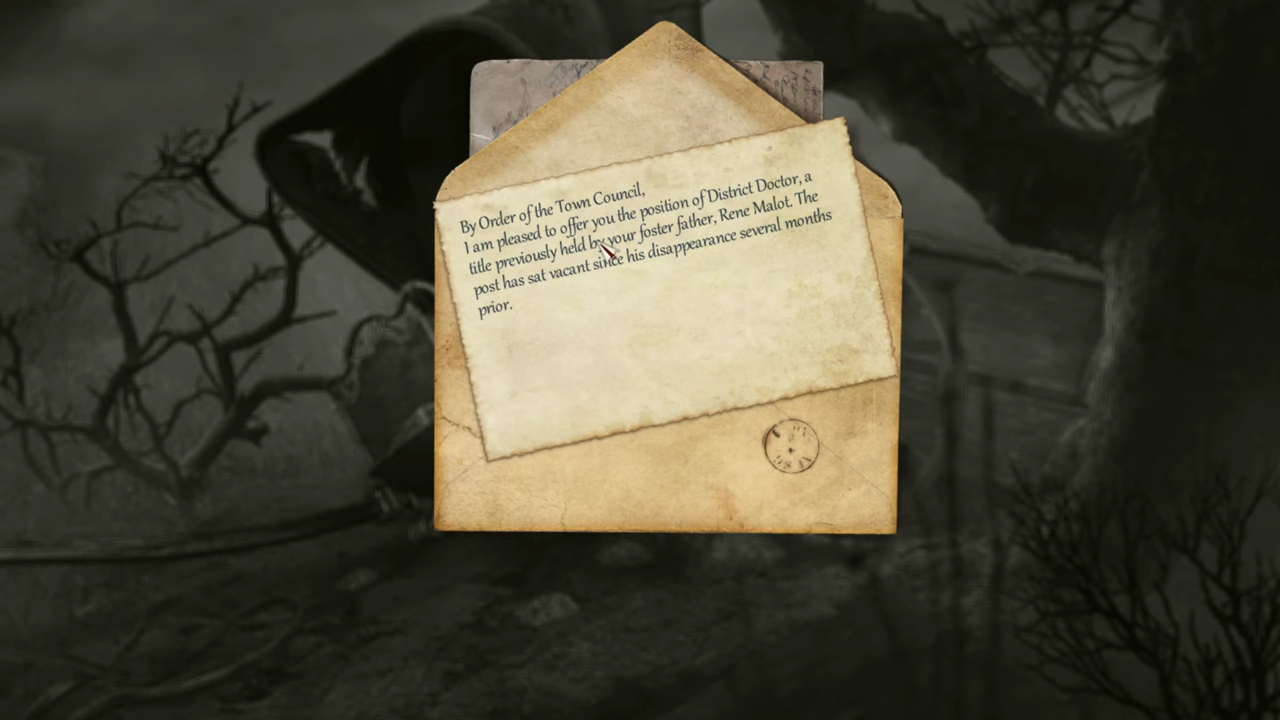 By Order of the Town Council,
I am pleased to offer you the position of District Doctor, a
title previously held by your foster father, Rene Malot. The
post has sat vacant since his disappearance several months
prior.